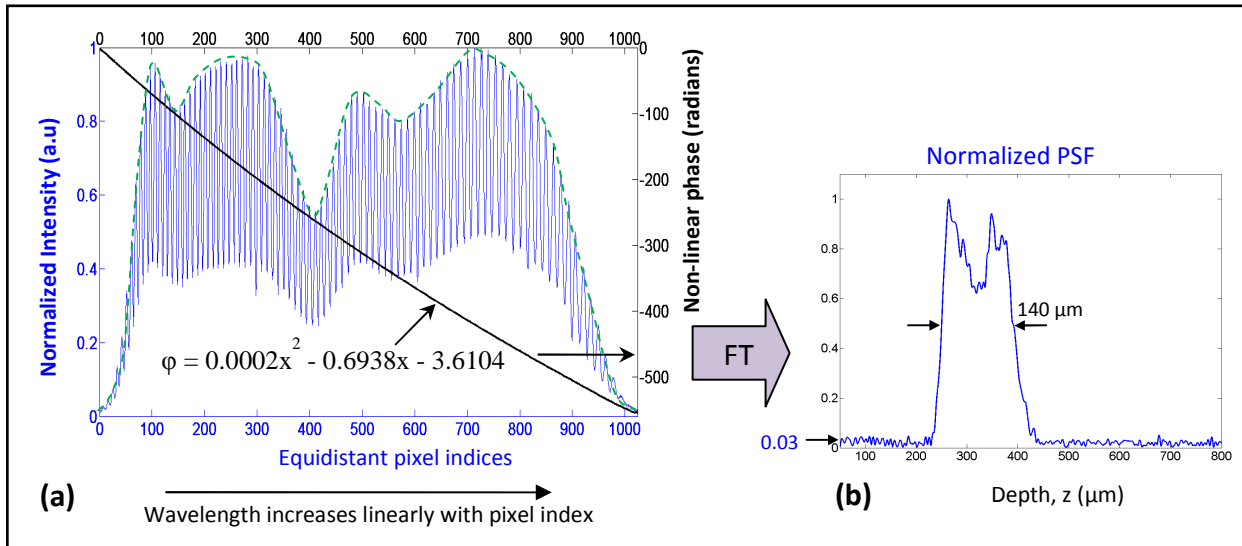 0 100 200 300 400 500 600 700 800 900 1000
1
0.8
0.6
0.4
0.2
0
Normalized Intensity (a.u)
0
-100
-200
-300
-400
-500
Non-linear phase (radians)
φ = 0.0002x² - 0.6938x - 3.6104
0 100 200 300 400 500 600 700 800 900 1000
Equidistant pixel indices
(a)
Wavelength increases linearly with pixel index
FT
Normalized PSF
1
0.8
0.6
0.4
0.2
0
140 µm
0.03
100 200 300 400 500 600 700 800
(b)
Depth, z (µm)